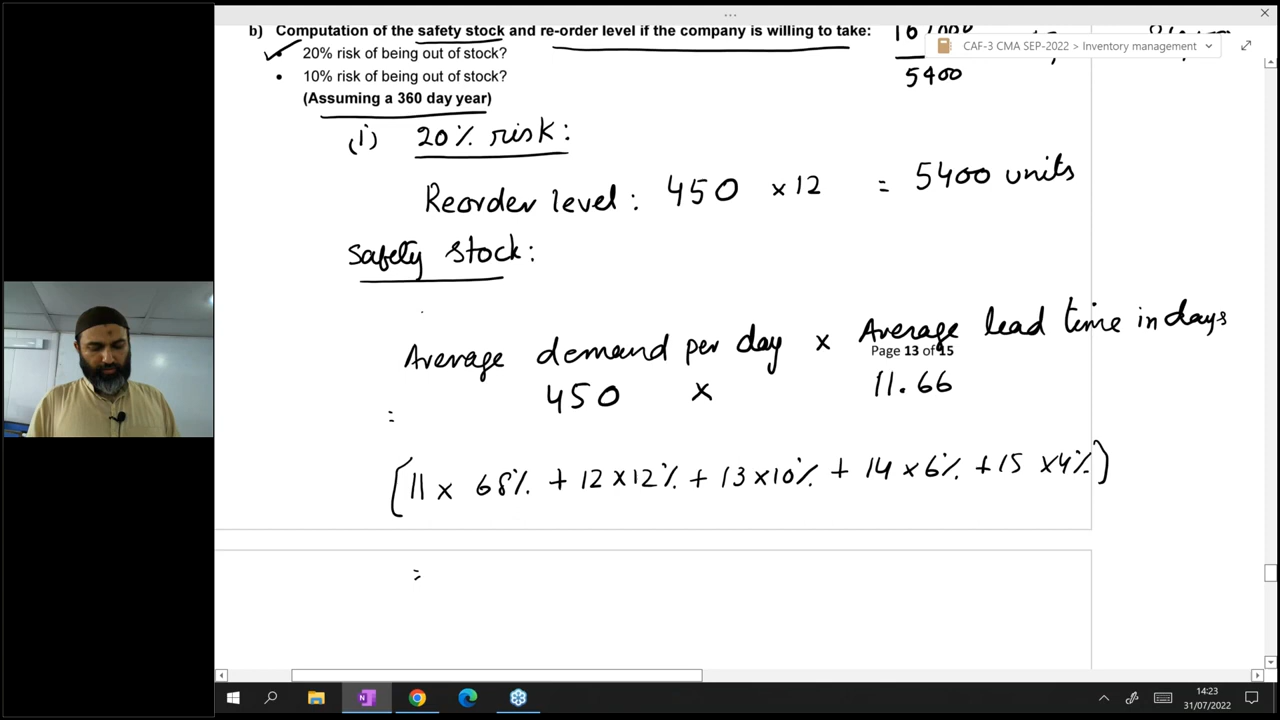 b) Computation of the safety stock and re-order level if the company is willing to take:
• 20% risk of being out of stock?
• 10% risk of being out of stock?
(Assuming a 360 day year)
5400
CAF-3 CMA SEP-2022 > Inventory management
(i) 20% risk:
Reorder level: 450 x 12 = 5400 units
Safety stock:
Average demand per day x Average lead time in days
Page 13 of 15
450 x 11.66
=
(11 x 68% + 12 x 12% + 13 x 10% + 14 x 6% + 15 x 4%)
=
14:23
31/07/2022